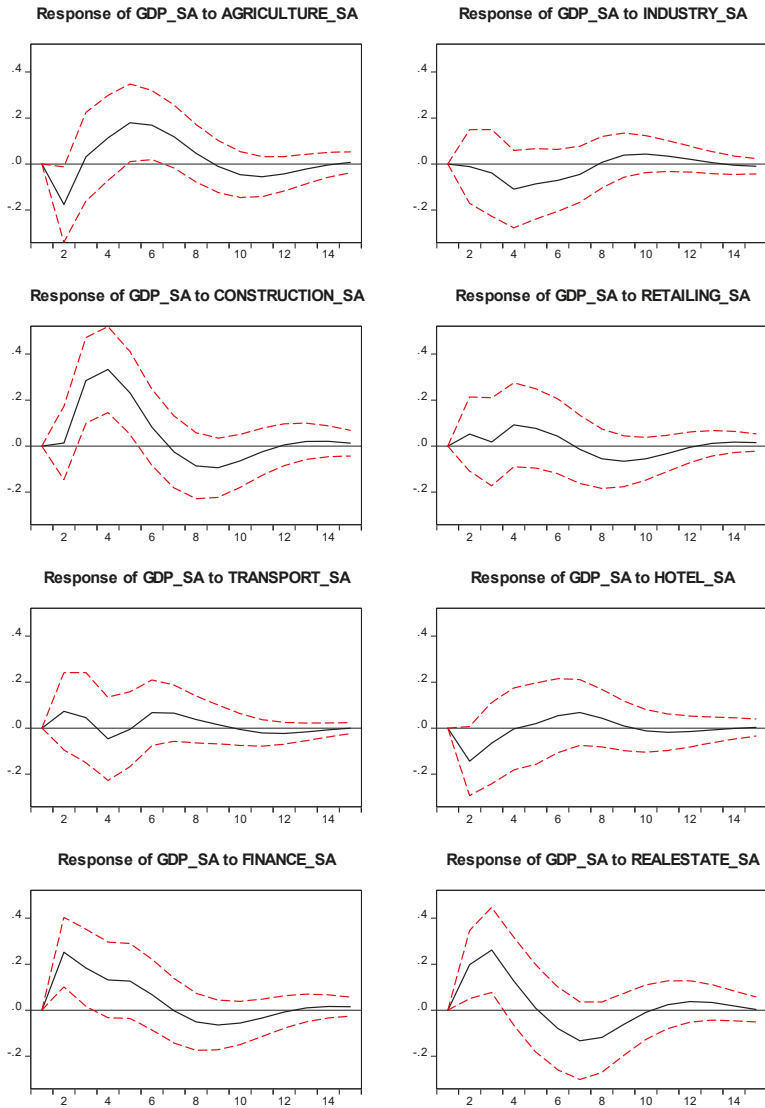 Response of GDP_SA to AGRICULTURE_SA
.4
.2
.0
-.2
2 4 6 8 10 12 14
Response of GDP_SA to INDUSTRY_SA
.4
.2
.0
-.2
2 4 6 8 10 12 14
Response of GDP_SA to CONSTRUCTION_SA
.4
.2
.0
-.2
2 4 6 8 10 12 14
Response of GDP_SA to RETAILING_SA
.4
.2
.0
-.2
2 4 6 8 10 12 14
Response of GDP_SA to TRANSPORT_SA
.4
.2
.0
-.2
2 4 6 8 10 12 14
Response of GDP_SA to HOTEL_SA
.4
.2
.0
-.2
2 4 6 8 10 12 14
Response of GDP_SA to FINANCE_SA
.4
.2
.0
-.2
2 4 6 8 10 12 14
Response of GDP_SA to REALESTATE_SA
.4
.2
.0
-.2
2 4 6 8 10 12 14